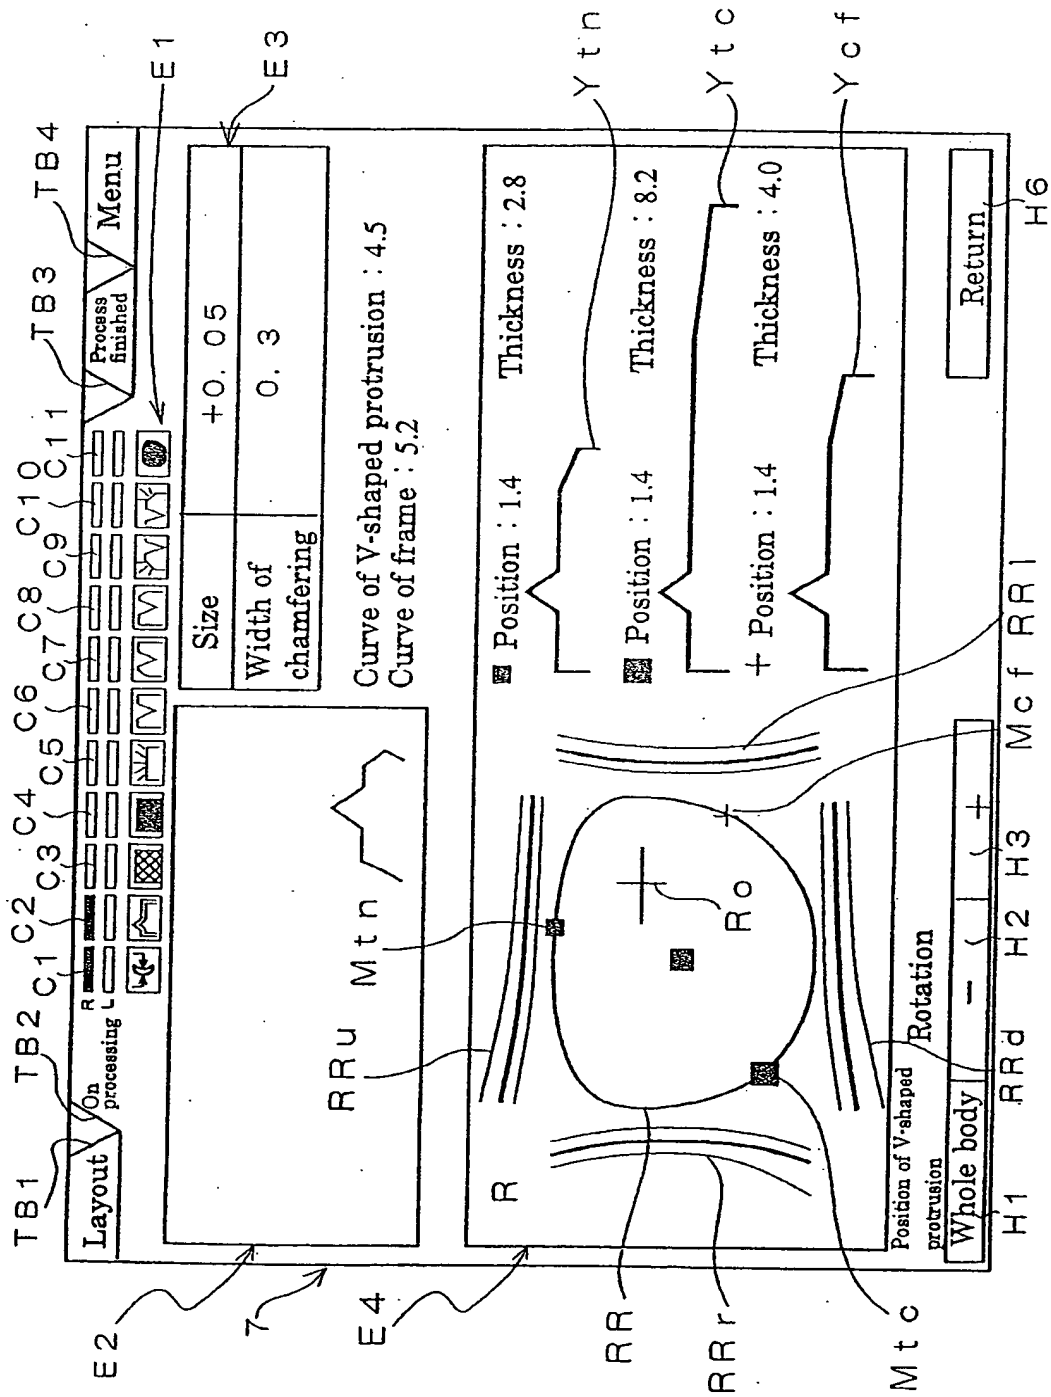 TB1 TB2 C1 C2 C3 C4 C5 C6 C7 C8 C9 C10 C11 TB3 TB4
E1
Layout
On
processing
R
L
Process
finished
Menu
E2
7
E3
Size
+0.05
Width of
chamfering
0.3
Curve of V-shaped protrusion : 4.5
Curve of frame : 5.2
RRu
Mtn
E4
R
Ro
Position : 1.4 Thickness : 2.8
Position : 1.4 Thickness : 8.2
+ Position : 1.4 Thickness : 4.0
Ytn
Ytc
Ycf
RR
RRr
Mtc
Position of V-shaped
protrusion
Rotation
Whole body
−
+
Return
H1
RRd
H2
H3
Mcf
RRl
H6